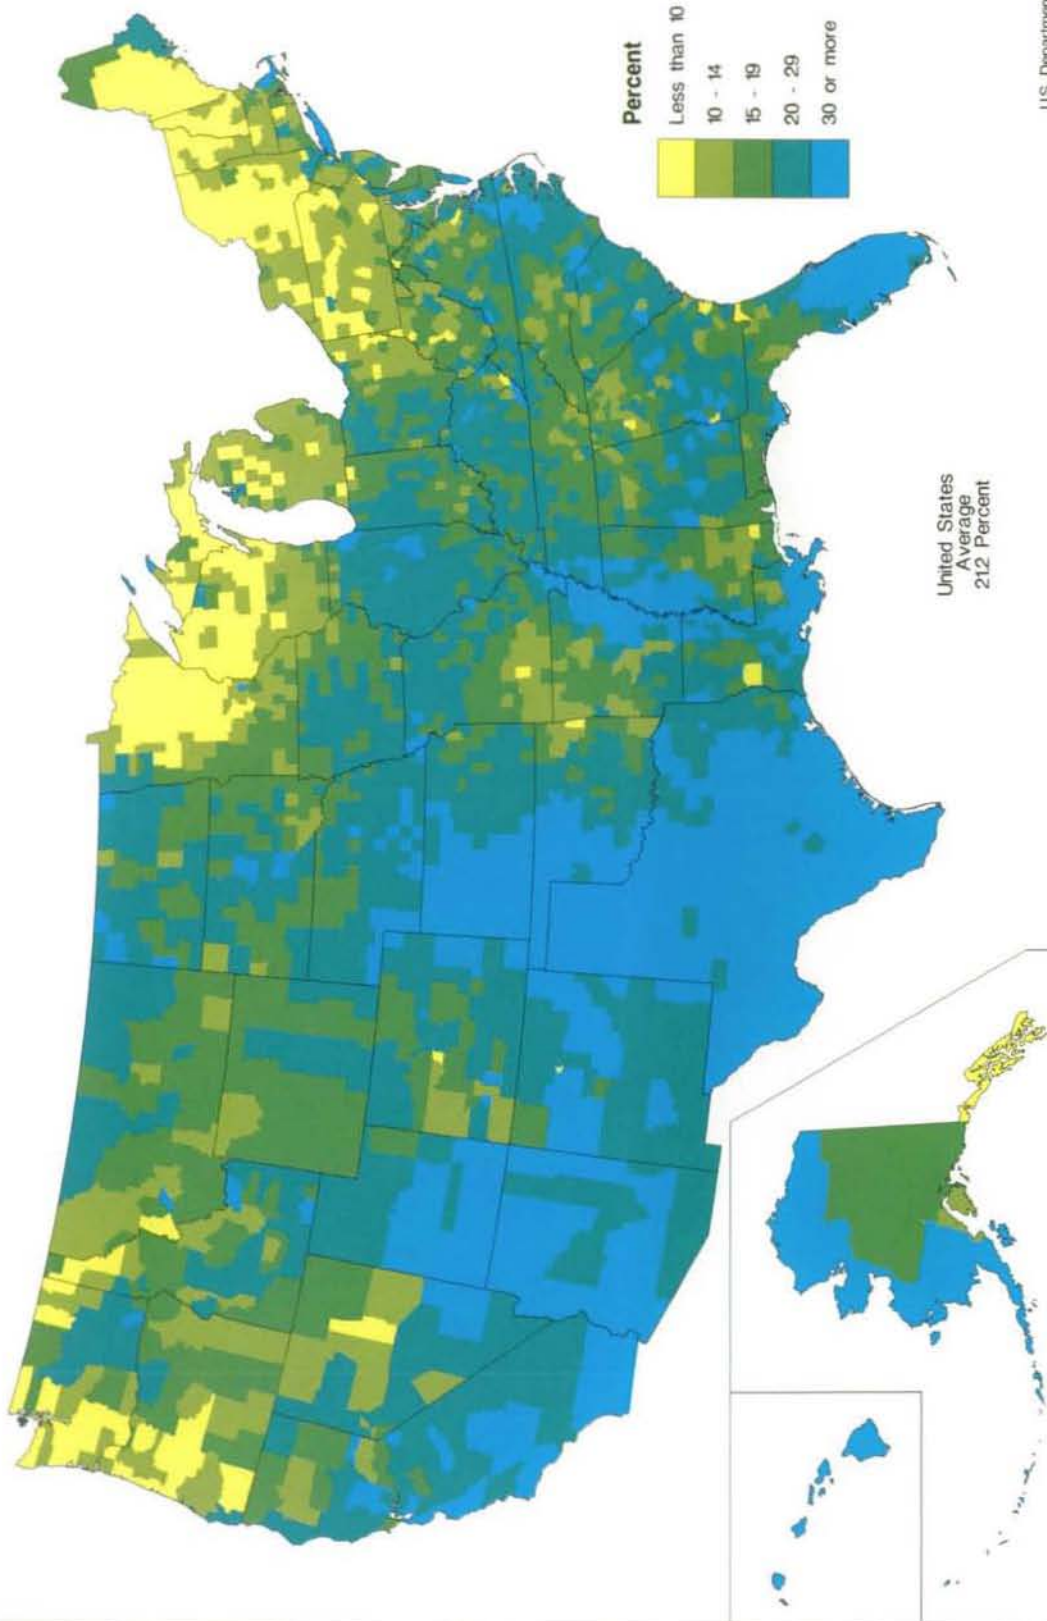 Percent
Less than 10
10 - 14
15 - 19
20 - 29
30 or more
United States
Average
21.2 Percent
U.S. Departmen